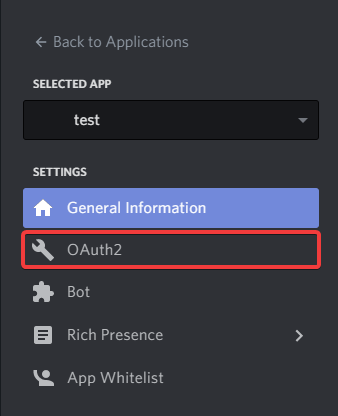 ← Back to Applications
SELECTED APP
test
SETTINGS
General Information
OAuth2
Bot
Rich Presence
App Whitelist